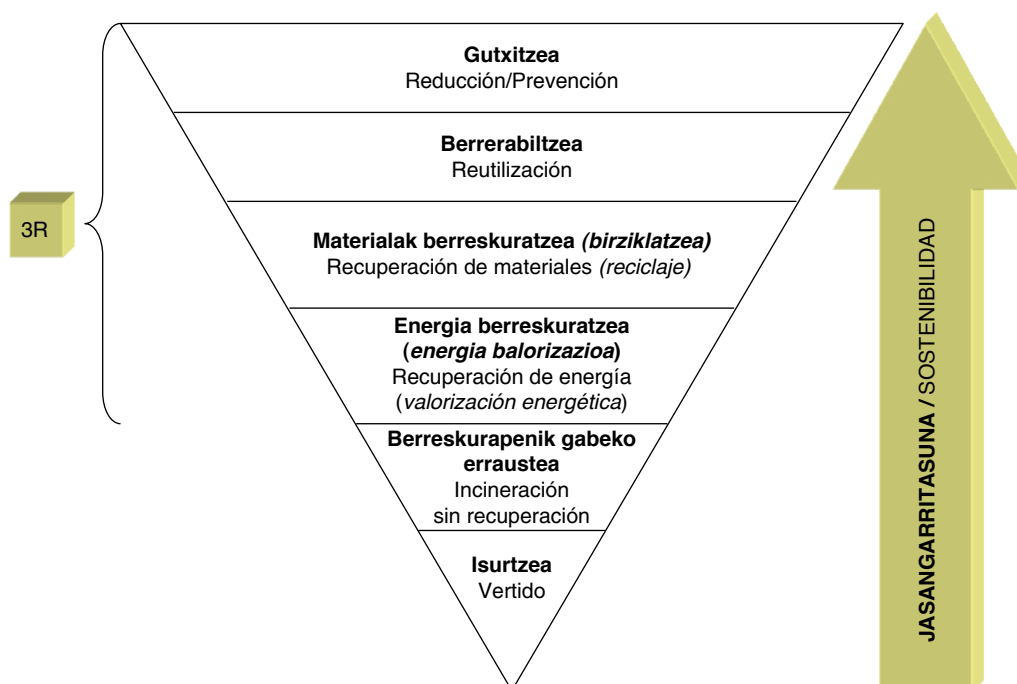 Gutxitzea
Reducción/Prevención
Berrerabiltzea
Reutilización
3R
Materialak berreskuratzea (birziklatzea)
Recuperación de materiales (reciclaje)
Energia berreskuratzea
(energia balorizazioa)
Recuperación de energía
(valorización energética)
Berreskurapenik gabeko
erraustea
Incineración
sin recuperación
Isurtzea
Vertido
JASANGARRITASUNA / SOSTENIBILIDAD